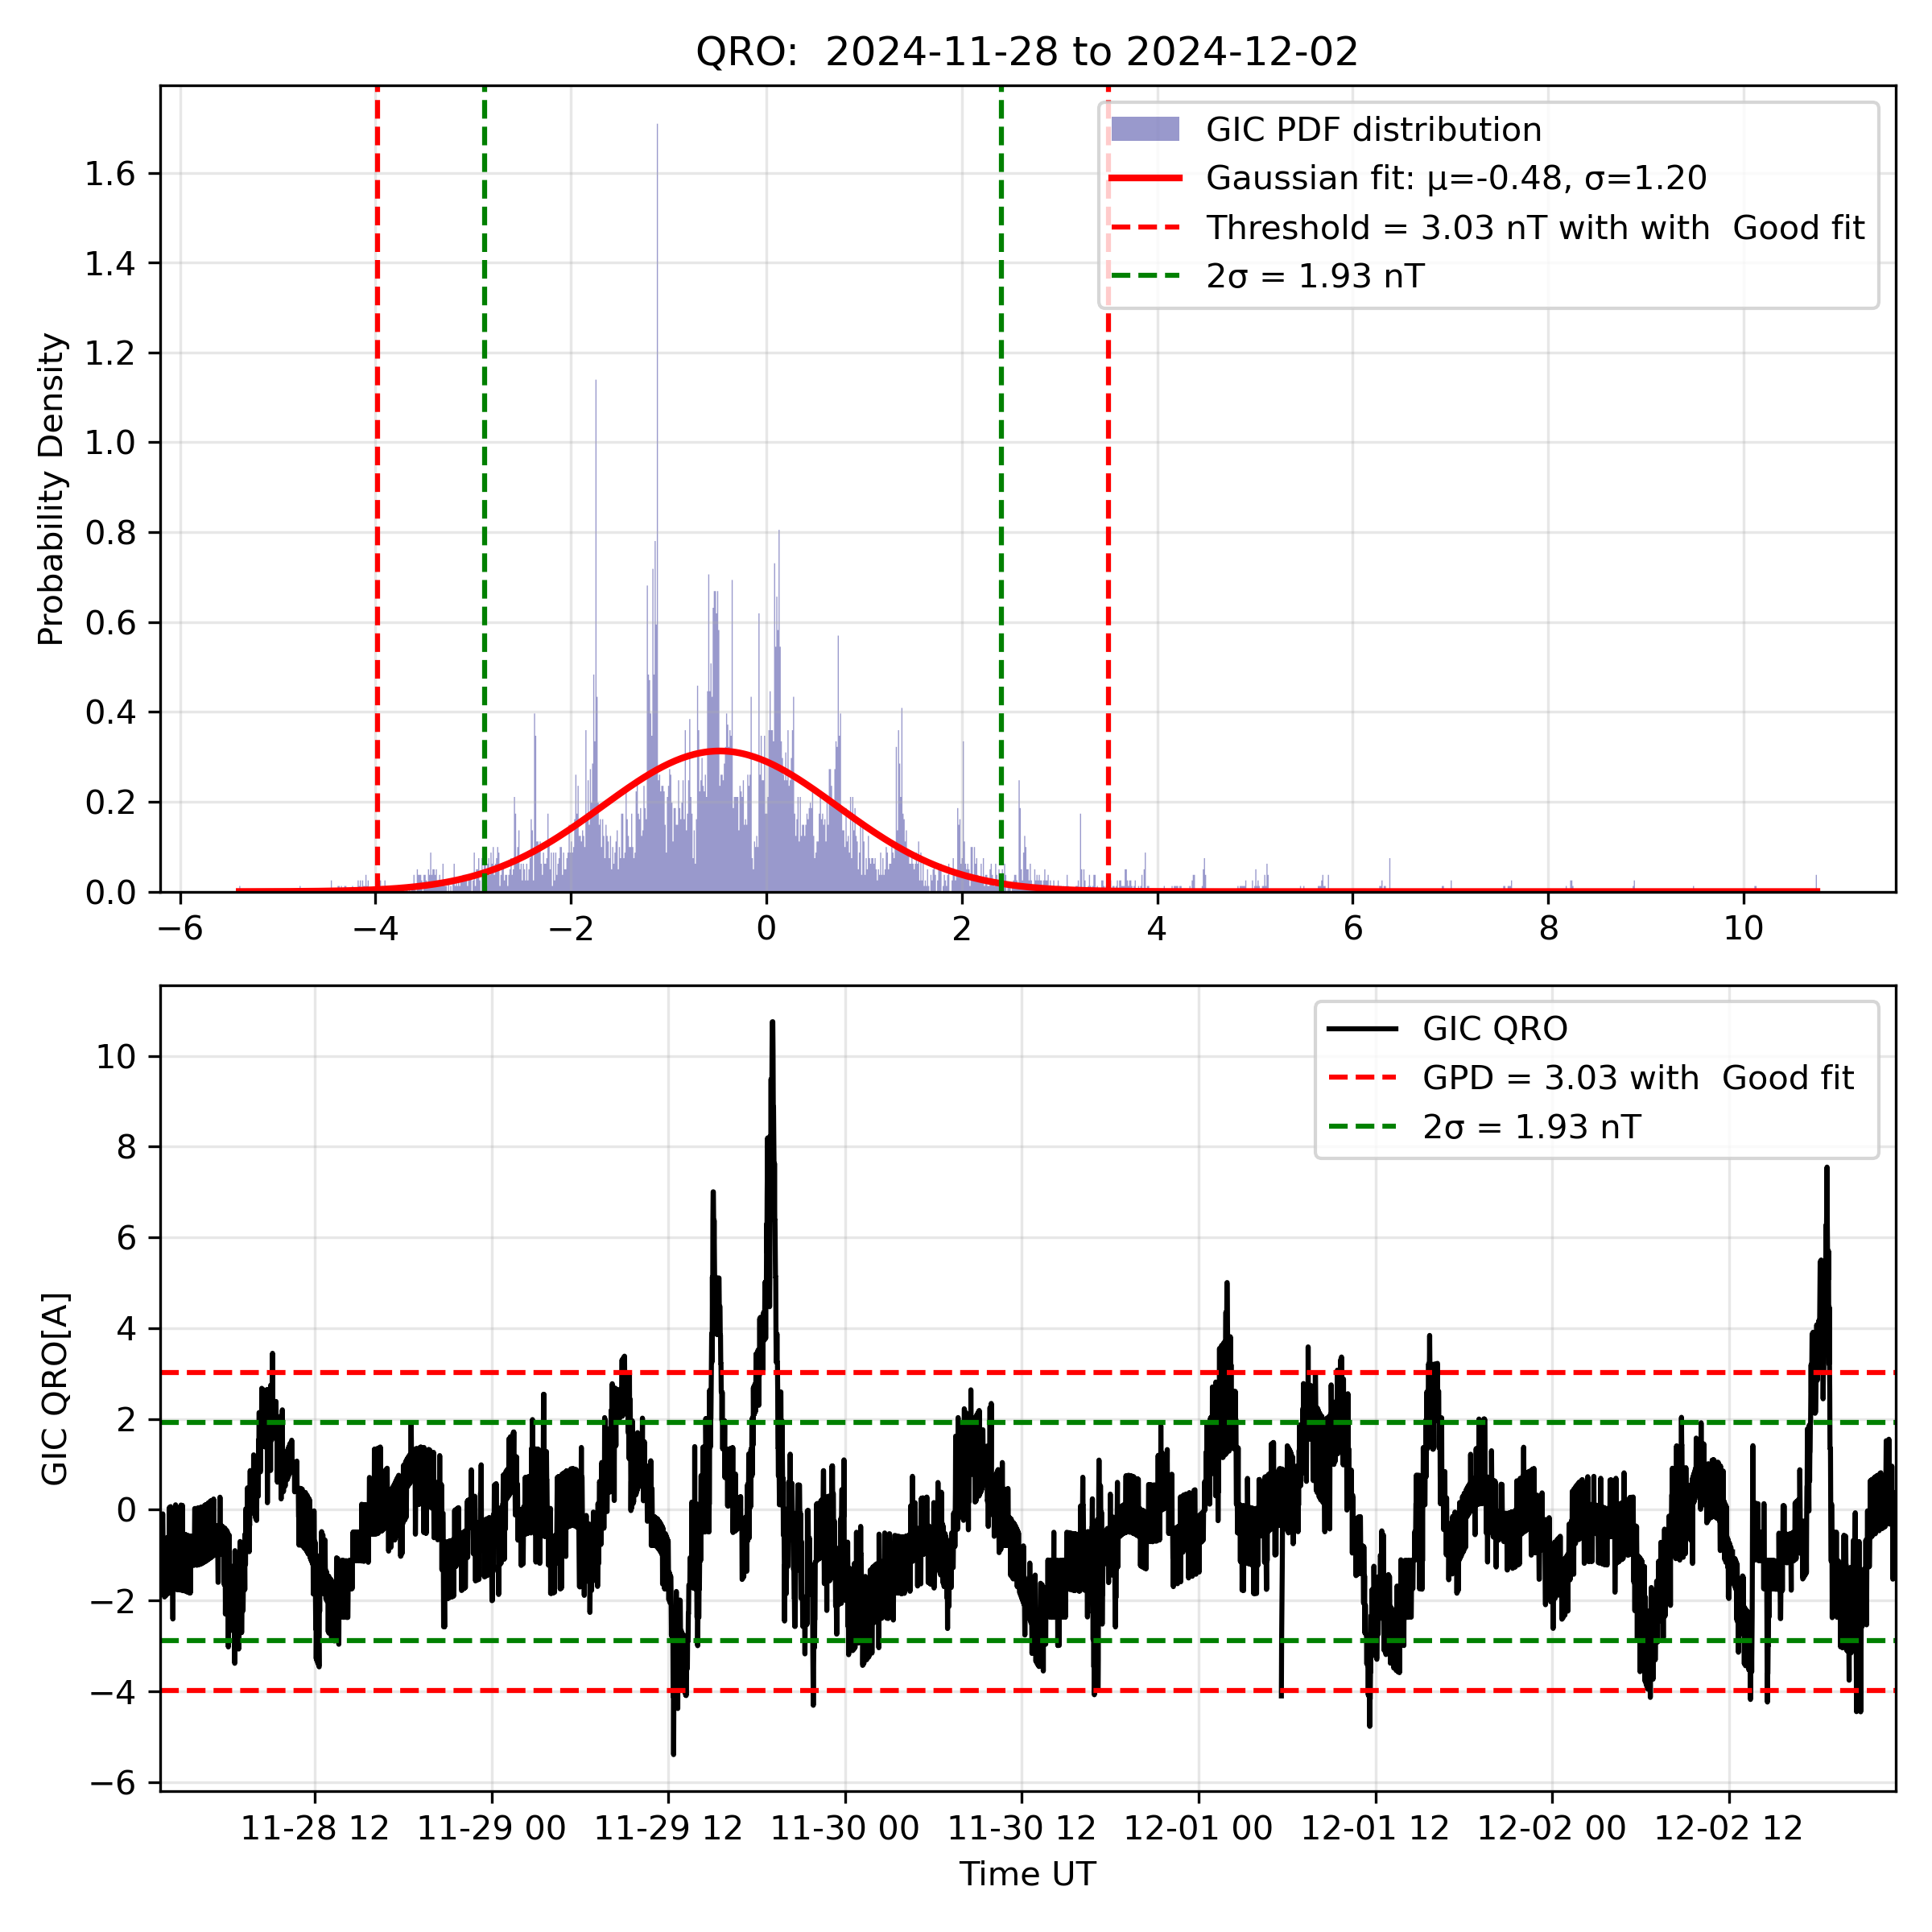 QRO:  2024-11-28 to 2024-12-02
GIC PDF distribution
Gaussian fit: μ=-0.48, σ=1.20
Threshold = 3.03 nT with with  Good fit
2σ = 1.93 nT
Probability Density
1.6
1.4
1.2
1.0
0.8
0.6
0.4
0.2
0.0
−6 −4 −2 0 2 4 6 8 10
GIC QRO
GPD = 3.03 with  Good fit
2σ = 1.93 nT
GIC QRO[A]
10
8
6
4
2
0
−2
−4
−6
11-28 12 11-29 00 11-29 12 11-30 00 11-30 12 12-01 00 12-01 12 12-02 00 12-02 12
Time UT